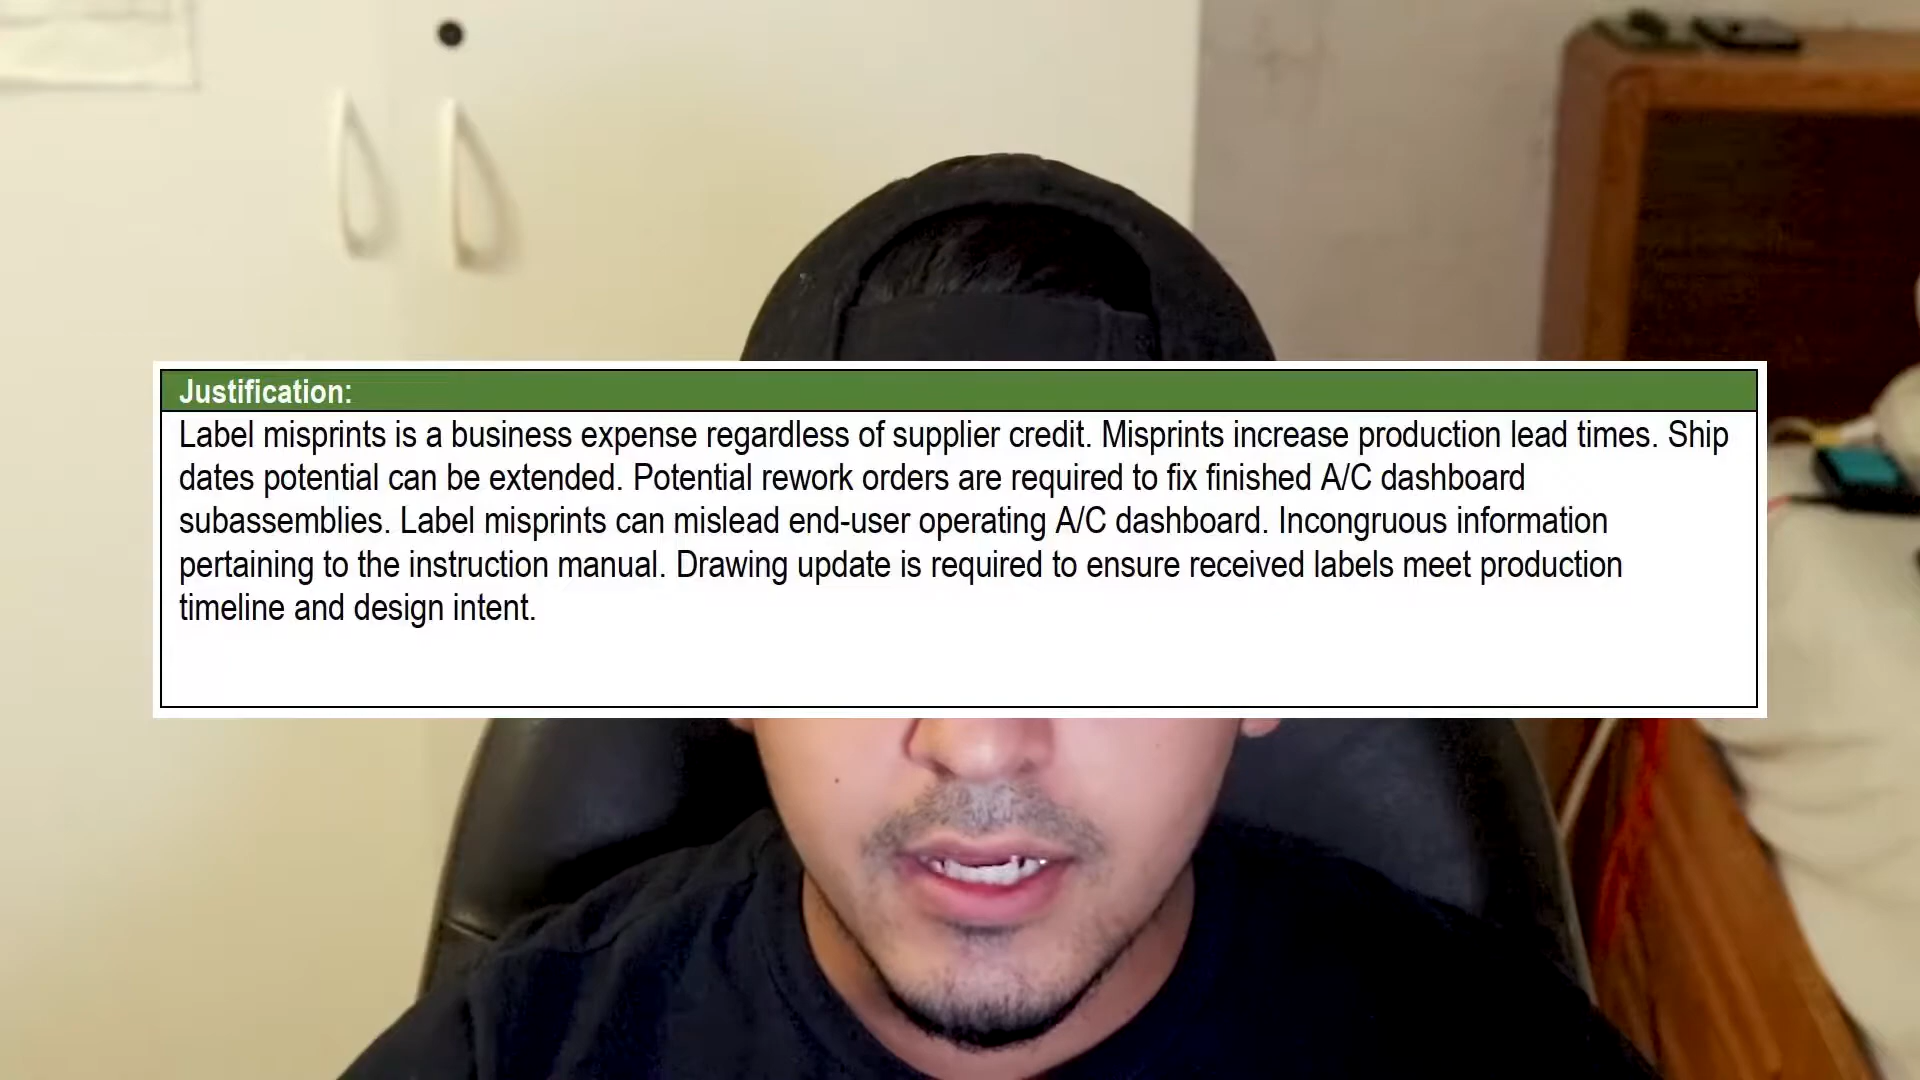 Justification:
Label misprints is a business expense regardless of supplier credit. Misprints increase production lead times. Ship
dates potential can be extended. Potential rework orders are required to fix finished A/C dashboard
subassemblies. Label misprints can mislead end-user operating A/C dashboard. Incongruous information
pertaining to the instruction manual. Drawing update is required to ensure received labels meet production
timeline and design intent.